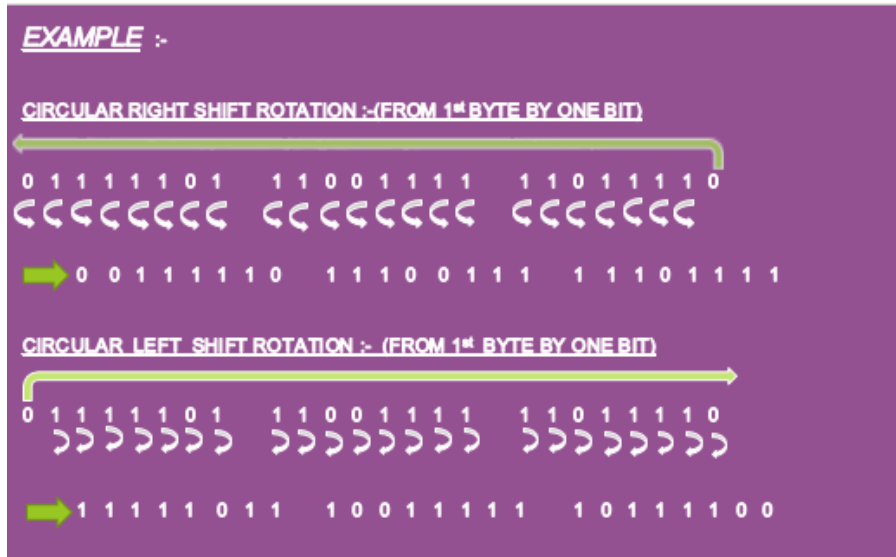 EXAMPLE :-
CIRCULAR RIGHT SHIFT ROTATION :-(FROM 1st BYTE BY ONE BIT)
0 1 1 1 1 1 0 1 1 1 0 0 1 1 1 1 1 1 0 1 1 1 1 0
0 0 1 1 1 1 1 0 1 1 1 0 0 1 1 1 1 1 1 0 1 1 1 1
CIRCULAR LEFT SHIFT ROTATION :- (FROM 1st BYTE BY ONE BIT)
0 1 1 1 1 1 0 1 1 1 0 0 1 1 1 1 1 1 0 1 1 1 1 0
1 1 1 1 1 0 1 1 1 0 0 1 1 1 1 1 1 0 1 1 1 1 0 0